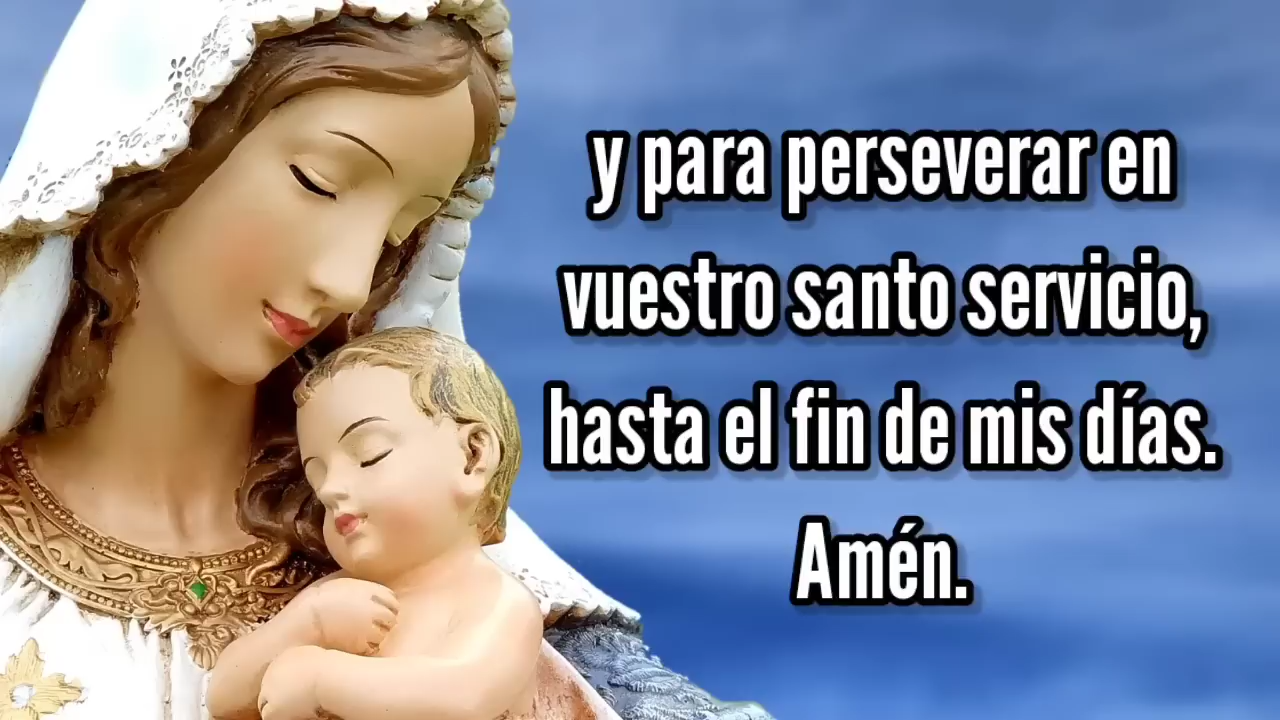 y para perseverar en
vuestro santo servicio,
hasta el fin de mis días.
Amén.